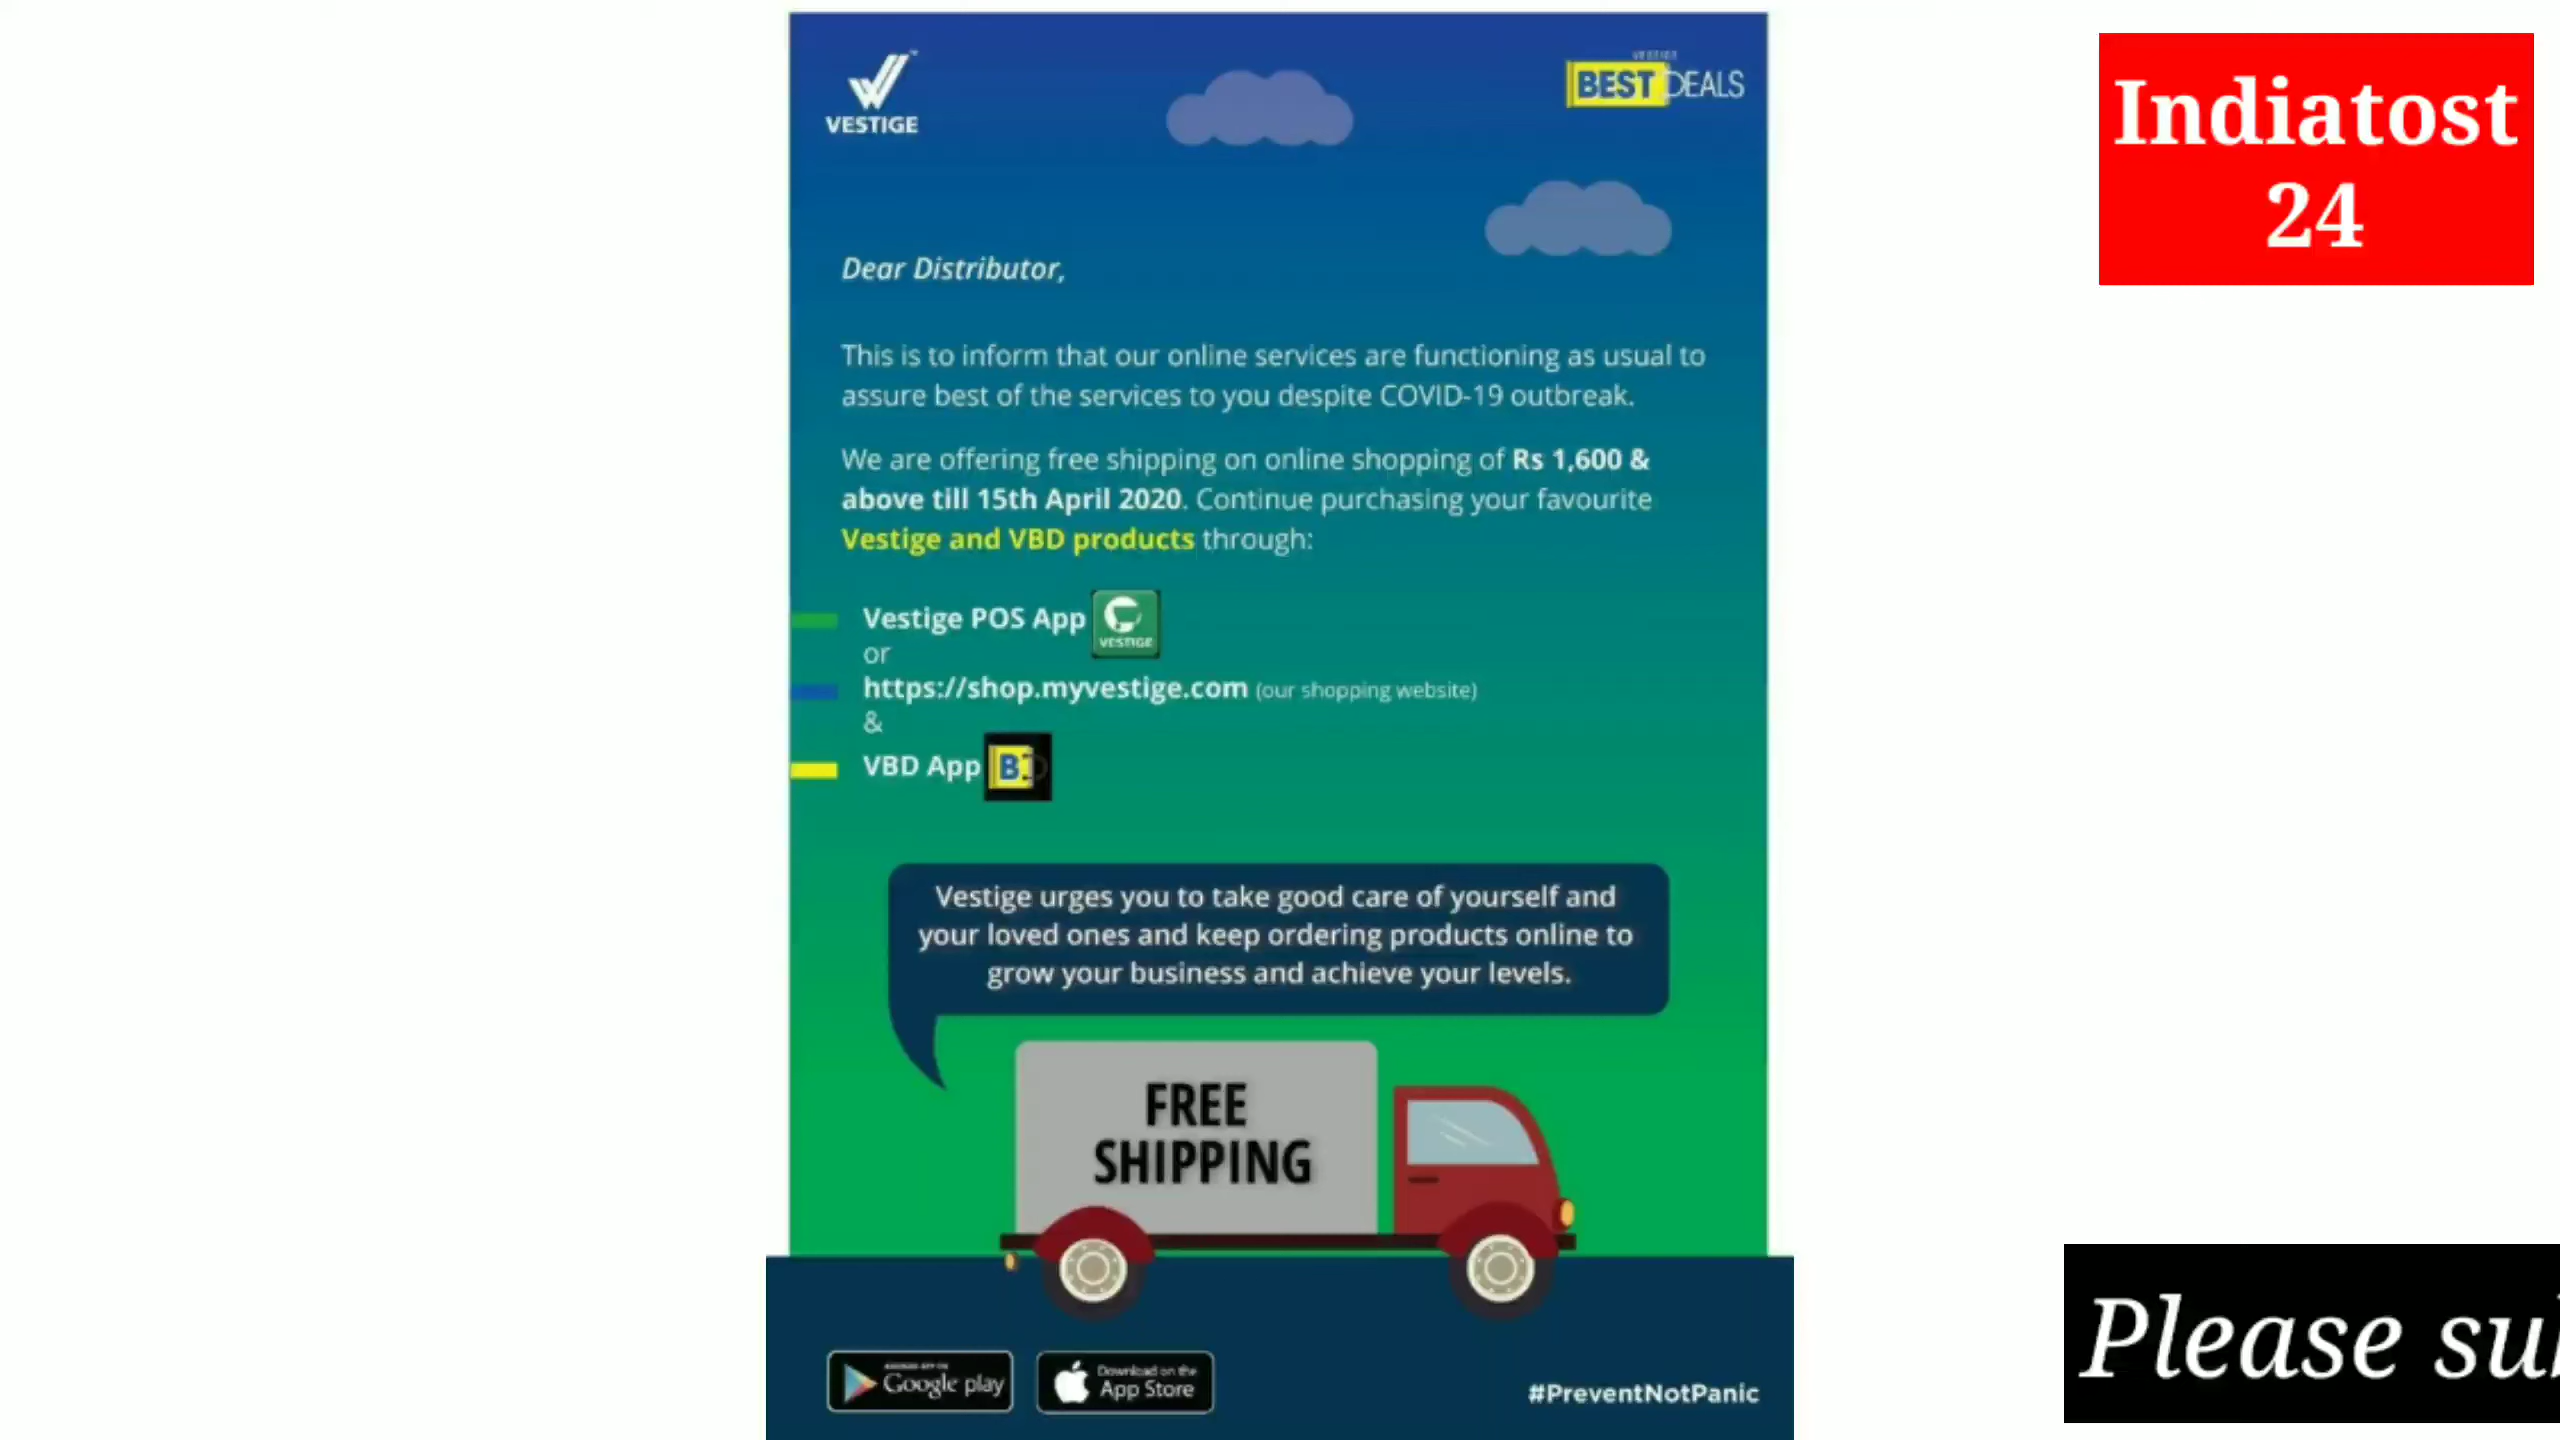 VESTIGE
VESTIGE
BEST DEALS
Indiatost
24
Dear Distributor,
This is to inform that our online services are functioning as usual to
assure best of the services to you despite COVID-19 outbreak.
We are offering free shipping on online shopping of Rs 1,600 &
above till 15th April 2020. Continue purchasing your favourite
Vestige and VBD products through:
Vestige POS App
VESTIGE
or
https://shop.myvestige.com (our shopping website)
&
VBD App
BD
Vestige urges you to take good care of yourself and
your loved ones and keep ordering products online to
grow your business and achieve your levels.
FREE
SHIPPING
Google play
Download on the
App Store
#PreventNotPanic
Please